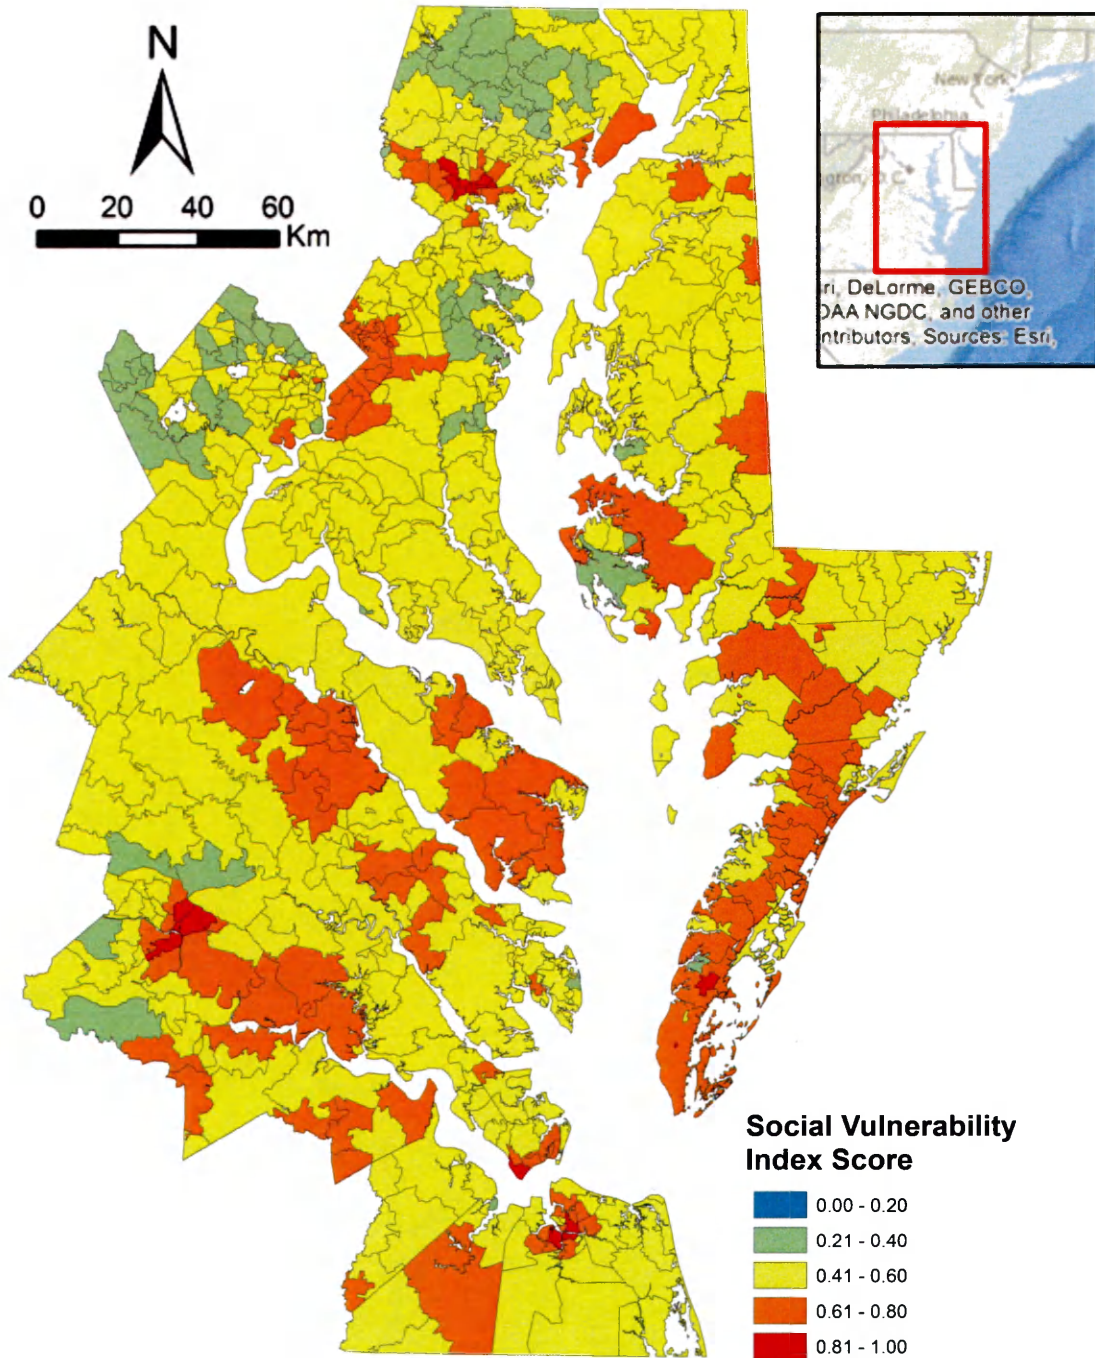 N
0 20 40 60
Km
New York
Philadelphia
D.C.
ri, DeLorme, GEBCO,
OAA NGDC, and other
ntributors, Sources: Esri,
Social Vulnerability
Index Score
0.00 - 0.20
0.21 - 0.40
0.41 - 0.60
0.61 - 0.80
0.81 - 1.00